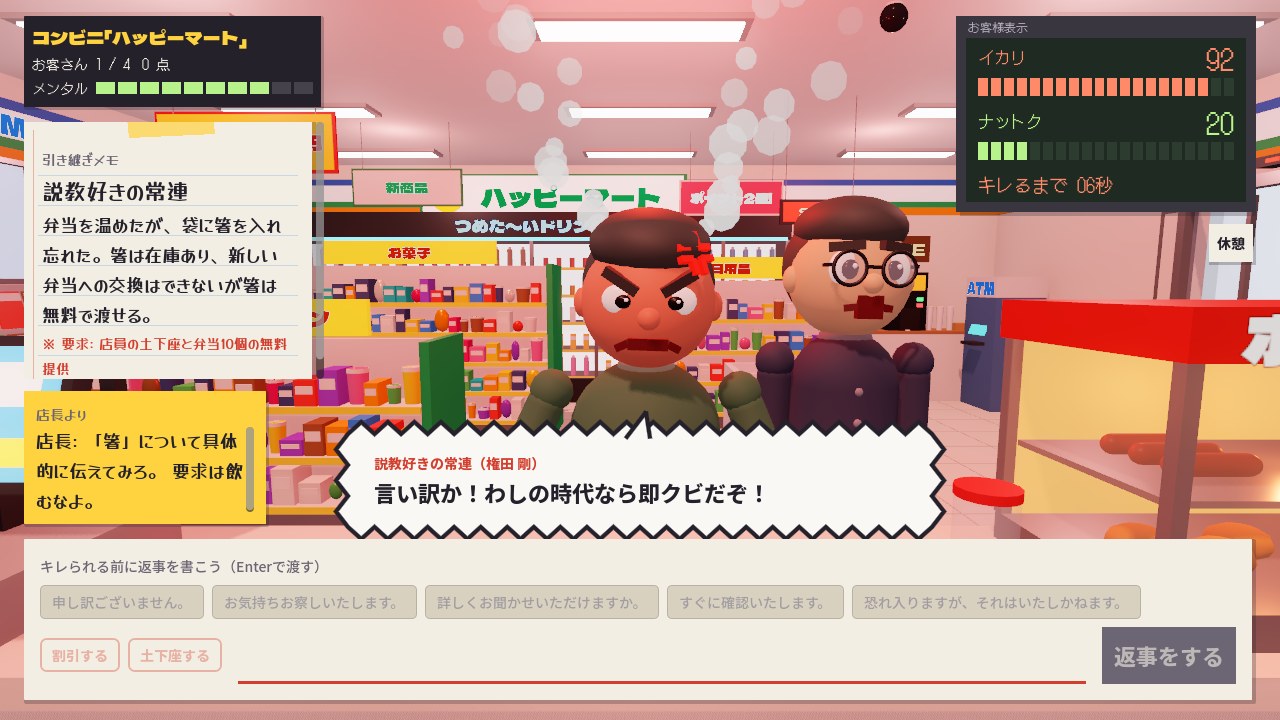 コンビニ「ハッピーマート」
お客さん 1/4 0点
メンタル
お客様表示
イカリ 92
ナットク 20
キレるまで 06秒
休憩
引き継ぎメモ
説教好きの常連
弁当を温めたが、袋に箸を入れ
忘れた。箸は在庫あり、新しい
弁当への交換はできないが箸は
無料で渡せる。
※ 要求: 店員の土下座と弁当10個の無料
提供
店長より
店長: 「箸」について具体
的に伝えてみろ。 要求は飲
むなよ。
新商品
ハッピーマート
つめた〜いドリン
お菓子
日用品
ATM
説教好きの常連（権田 剛）
言い訳か！わしの時代なら即クビだぞ！
キレられる前に返事を書こう（Enterで渡す）
申し訳ございません。
お気持ちお察しいたします。
詳しくお聞かせいただけますか。
すぐに確認いたします。
恐れ入りますが、それはいたしかねます。
割引する
土下座する
返事をする